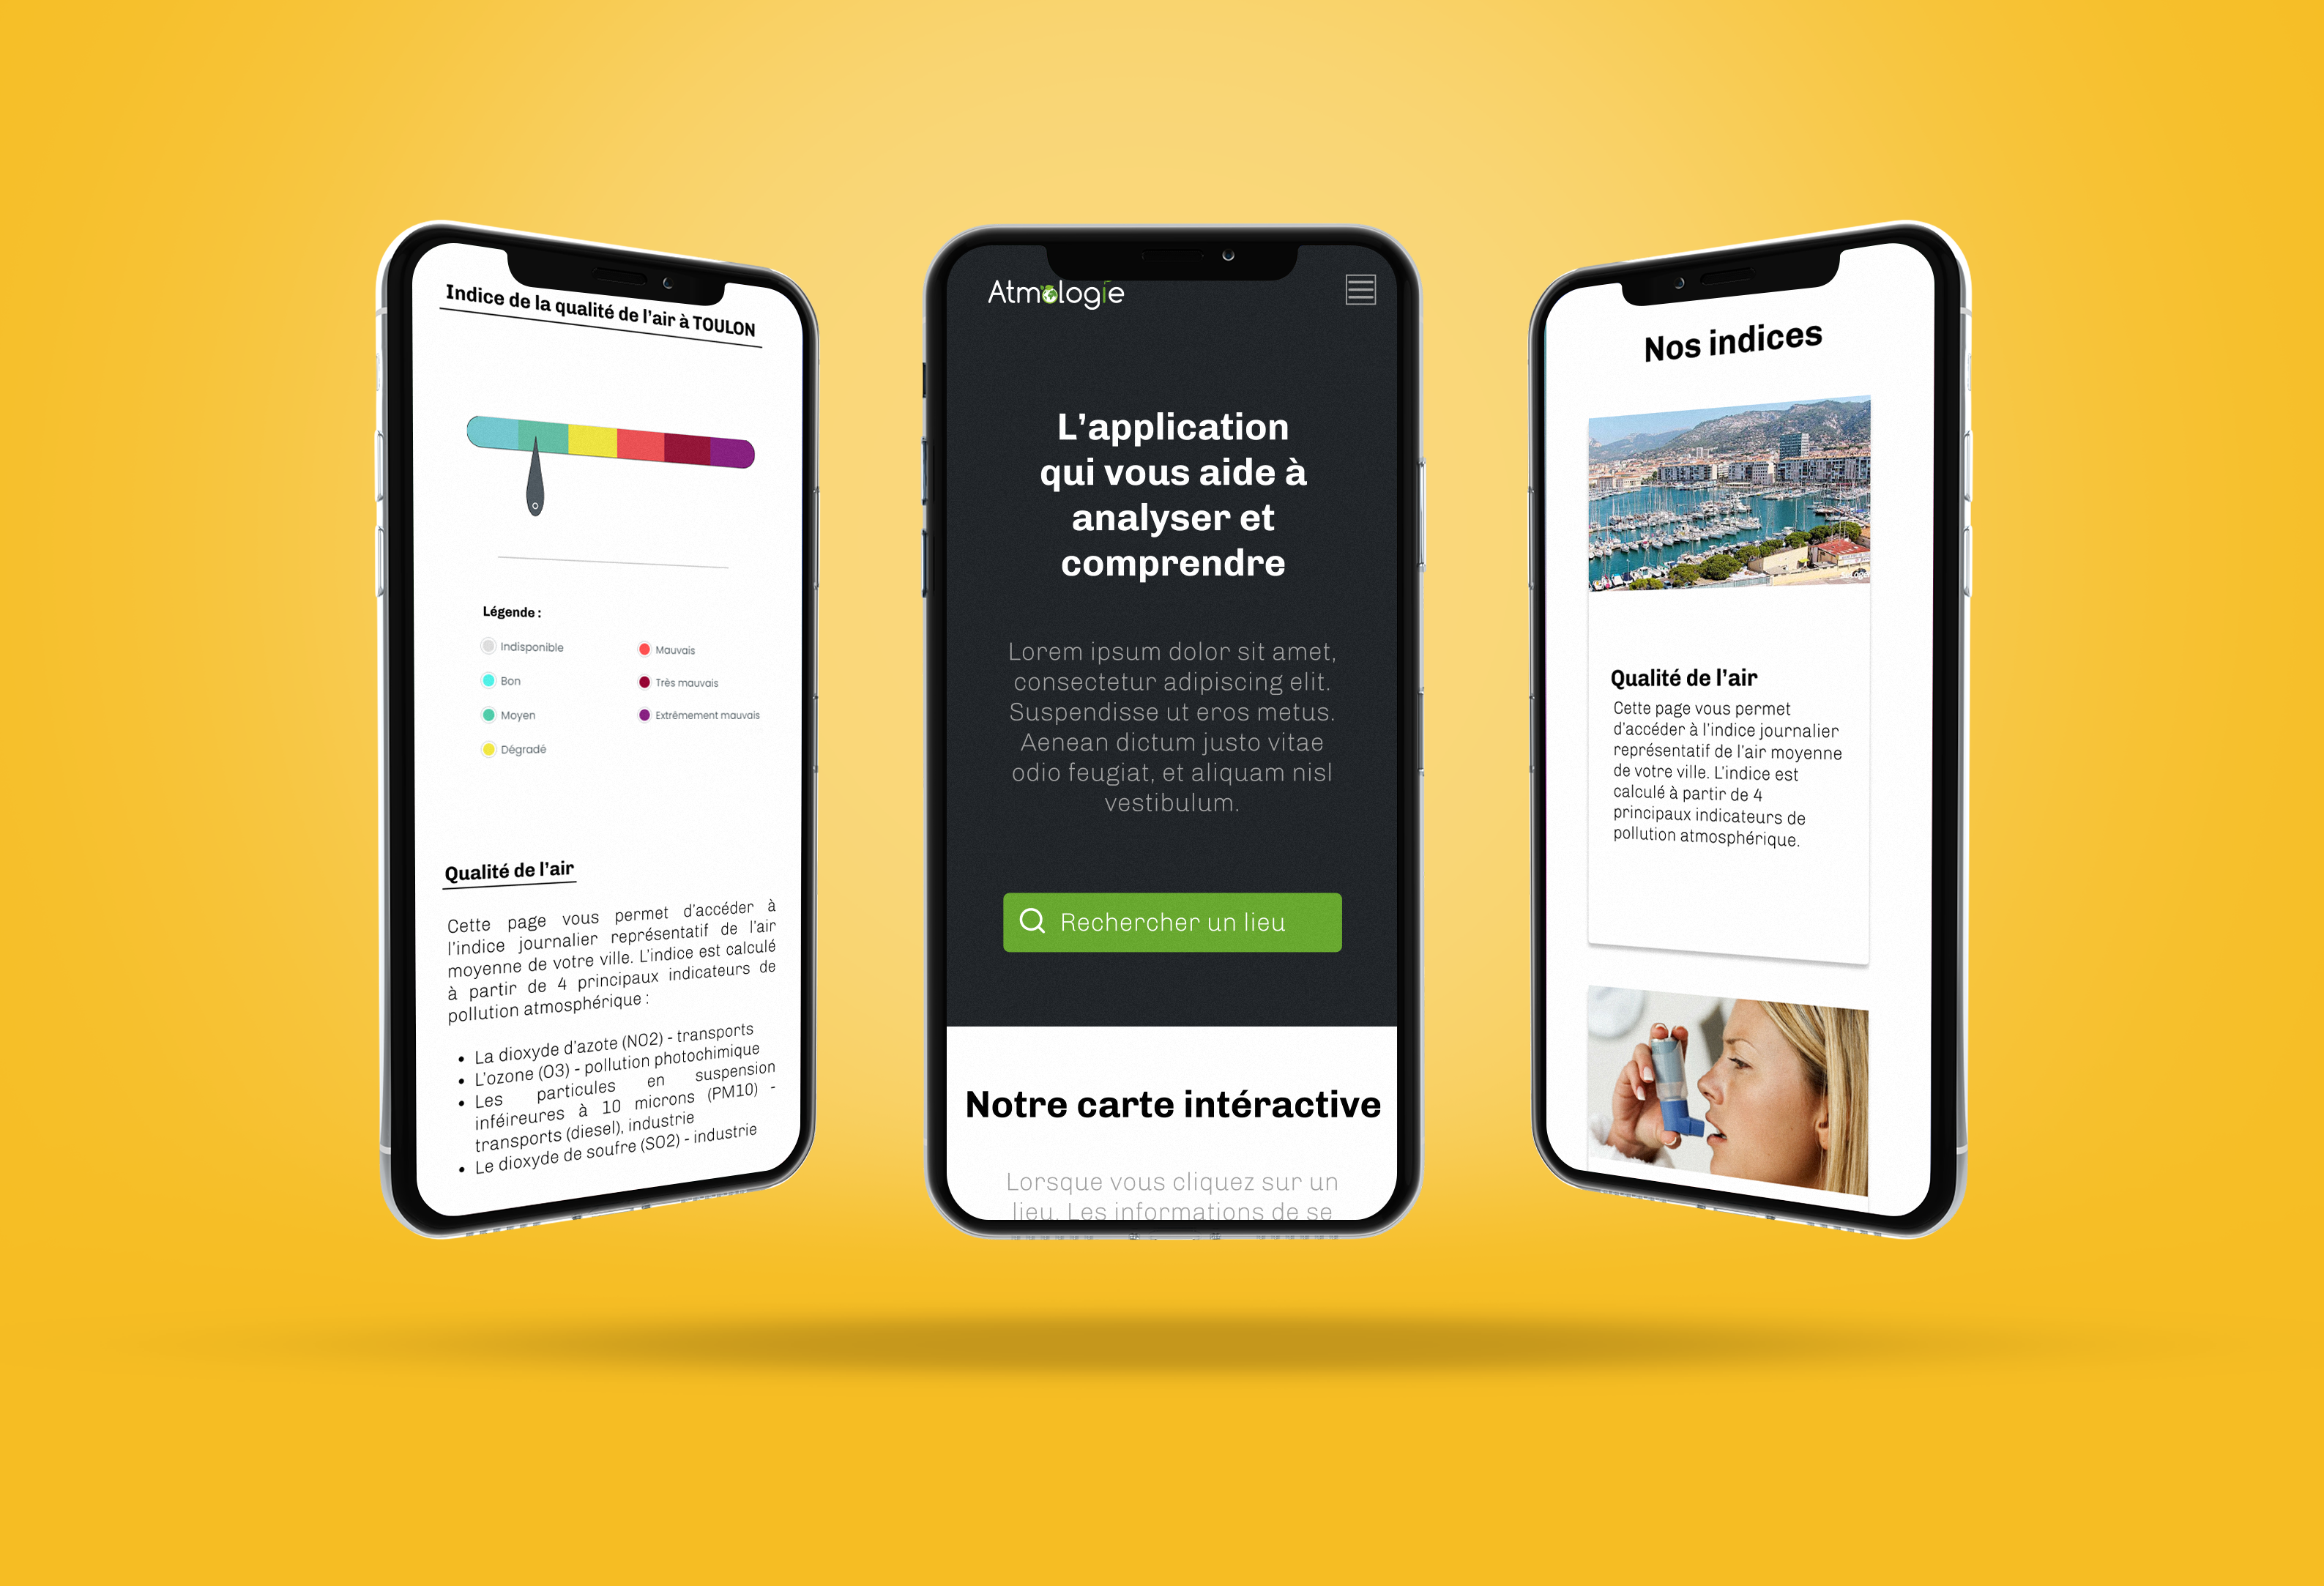 Indice de la qualité de l'air à TOULON
Légende :
Indisponible
Bon
Moyen
Dégradé
Mauvais
Très mauvais
Extrêmement mauvais
Qualité de l'air
Cette page vous permet d'accéder à
l'indice journalier représentatif de l'air
moyenne de votre ville. L'indice est calculé
à partir de 4 principaux indicateurs de
pollution atmosphérique :
• La dioxyde d'azote (NO2) - transports
• L'ozone (O3) - pollution photochimique
• Les particules en suspension
inféireures à 10 microns (PM10) -
transports (diesel), industrie
• Le dioxyde de soufre (SO2) - industrie
Atmologie
L'application
qui vous aide à
analyser et
comprendre
Lorem ipsum dolor sit amet,
consectetur adipiscing elit.
Suspendisse ut eros metus.
Aenean dictum justo vitae
odio feugiat, et aliquam nisl
vestibulum.
Rechercher un lieu
Notre carte intéractive
Lorsque vous cliquez sur un
lieu. Les informations de se
Nos indices
Qualité de l'air
Cette page vous permet
d'accéder à l'indice journalier
représentatif de l'air moyenne
de votre ville. L'indice est
calculé à partir de 4
principaux indicateurs de
pollution atmosphérique.